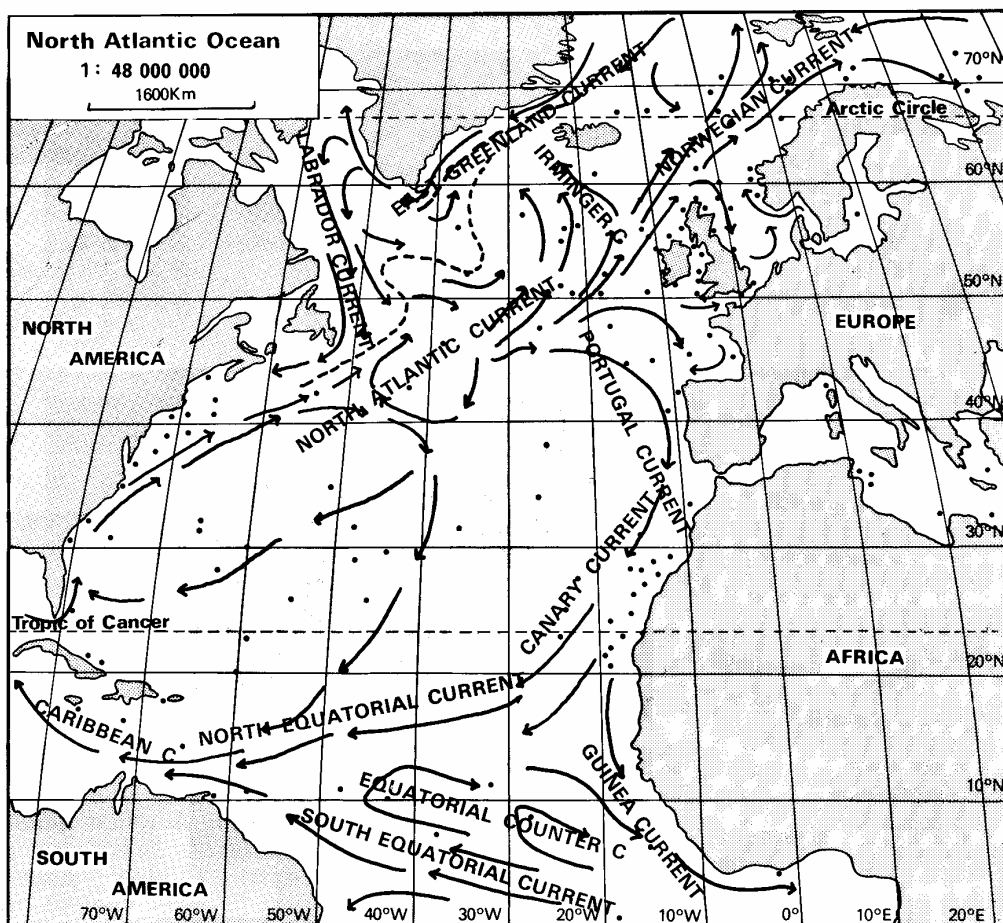 North Atlantic Ocean
1: 48 000 000
1600Km
70°N
Arctic Circle
EAST GREENLAND CURRENT
NORWEGIAN CURRENT
IRMINGER C
60°N
LABRADOR CURRENT
50°N
NORTH
AMERICA
EUROPE
NORTH ATLANTIC CURRENT
PORTUGAL CURRENT
40°N
30°N
CANARY CURRENT
Tropic of Cancer
AFRICA
20°N
CARIBBEAN C
NORTH EQUATORIAL CURRENT
GUINEA CURRENT
10°N
EQUATORIAL COUNTER C
SOUTH EQUATORIAL CURRENT
SOUTH
AMERICA
70°W
60°W
50°W
40°W
30°W
20°W
10°W
0°
10°E
20°E